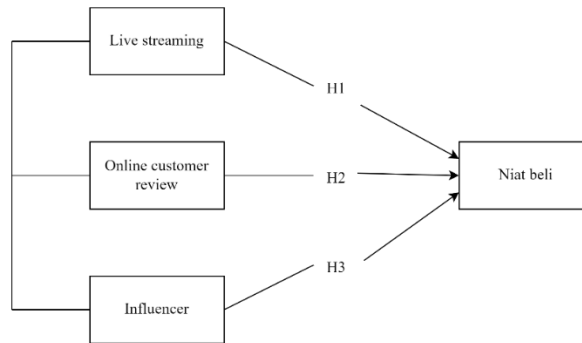 Live streaming
H1
Online customer
review
H2
Niat beli
H3
Influencer